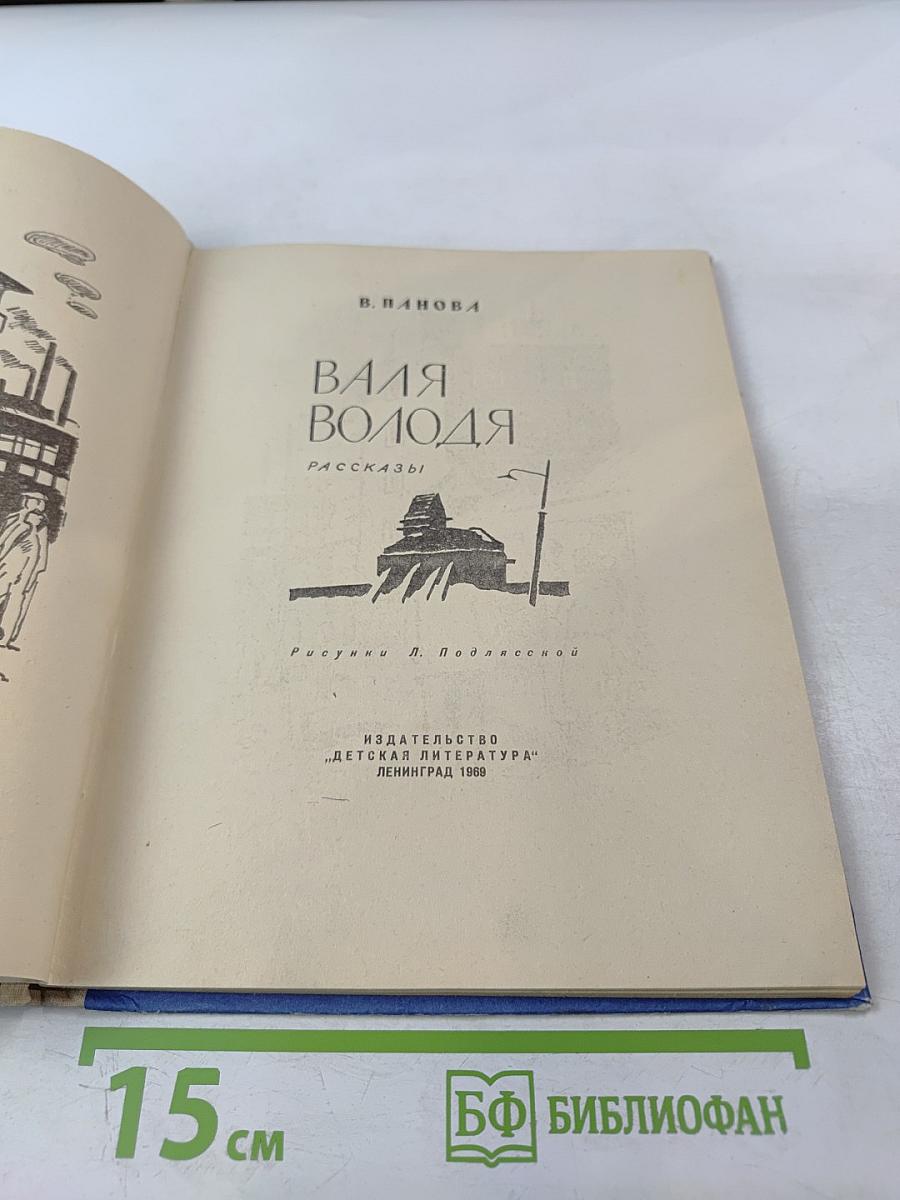 В. ПАНОВА
ВАЛЯ
ВОЛОДЯ
РАССКАЗЫ
Рисунки Л. Подлясской
ИЗДАТЕЛЬСТВО
„ДЕТСКАЯ ЛИТЕРАТУРА“
ЛЕНИНГРАД 1969
15 см
БФ БИБЛИОФАН